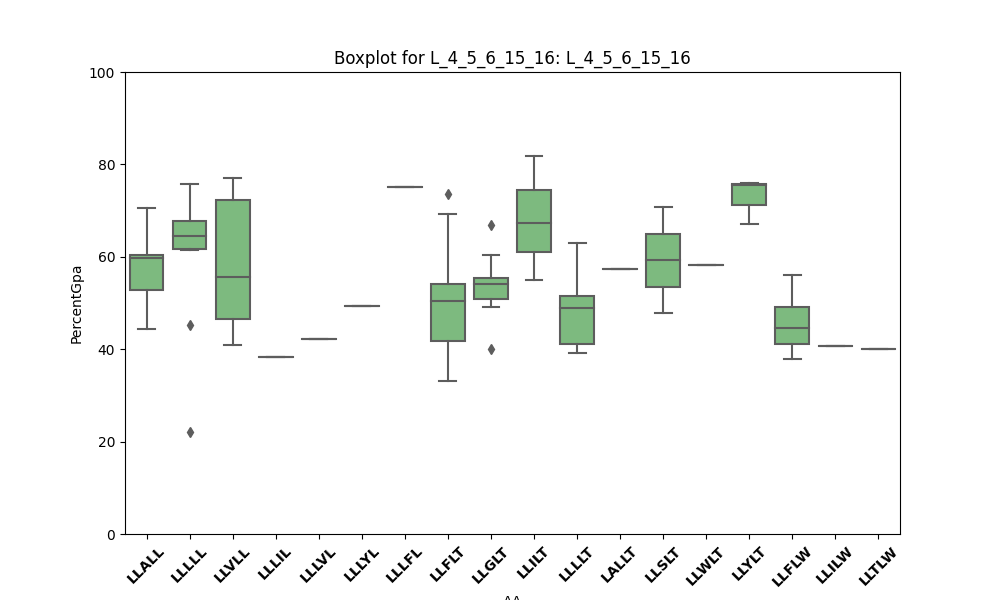 Boxplot for L_4_5_6_15_16: L_4_5_6_15_16
PercentGpa
100
80
60
40
20
0
LLALL
LLLLL
LLVLL
LLLIL
LLLVL
LLLYL
LLLFL
LLFLT
LLGLT
LLILT
LLLLT
LALLT
LLSLT
LLWLT
LLYLT
LLFLW
LLILW
LLTLW
AA